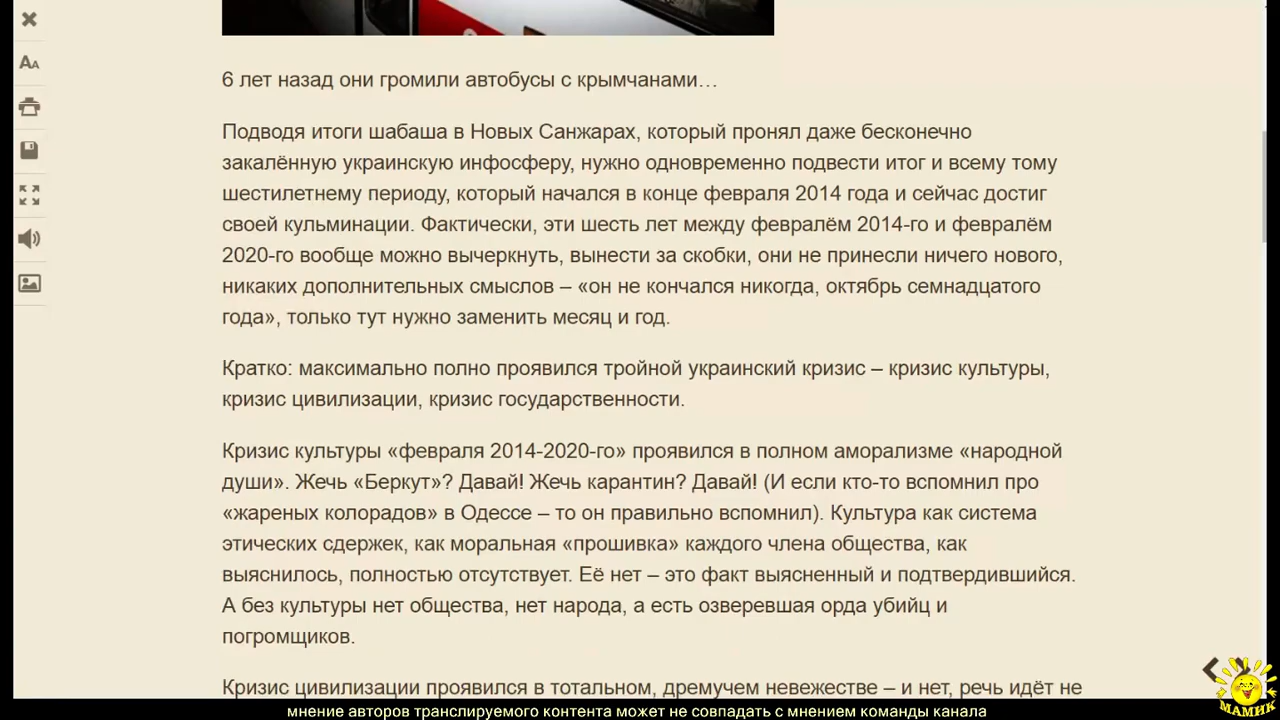 6 лет назад они громили автобусы с крымчанами…
Подводя итоги шабаша в Новых Санжарах, который пронял даже бесконечно
закалённую украинскую инфосферу, нужно одновременно подвести итог и всему тому
шестилетнему периоду, который начался в конце февраля 2014 года и сейчас достиг
своей кульминации. Фактически, эти шесть лет между февралём 2014-го и февралём
2020-го вообще можно вычеркнуть, вынести за скобки, они не принесли ничего нового,
никаких дополнительных смыслов – «он не кончался никогда, октябрь семнадцатого
года», только тут нужно заменить месяц и год.
Кратко: максимально полно проявился тройной украинский кризис – кризис культуры,
кризис цивилизации, кризис государственности.
Кризис культуры «февраля 2014-2020-го» проявился в полном аморализме «народной
души». Жечь «Беркут»? Давай! Жечь карантин? Давай! (И если кто-то вспомнил про
«жареных колорадов» в Одессе – то он правильно вспомнил). Культура как система
этических сдержек, как моральная «прошивка» каждого члена общества, как
выяснилось, полностью отсутствует. Её нет – это факт выясненный и подтвердившийся.
А без культуры нет общества, нет народа, а есть озверевшая орда убийц и
погромщиков.
Кризис цивилизации проявился в тотальном, дремучем невежестве – и нет, речь идёт не
МАМИК
мнение авторов транслируемого контента может не совпадать с мнением команды канала